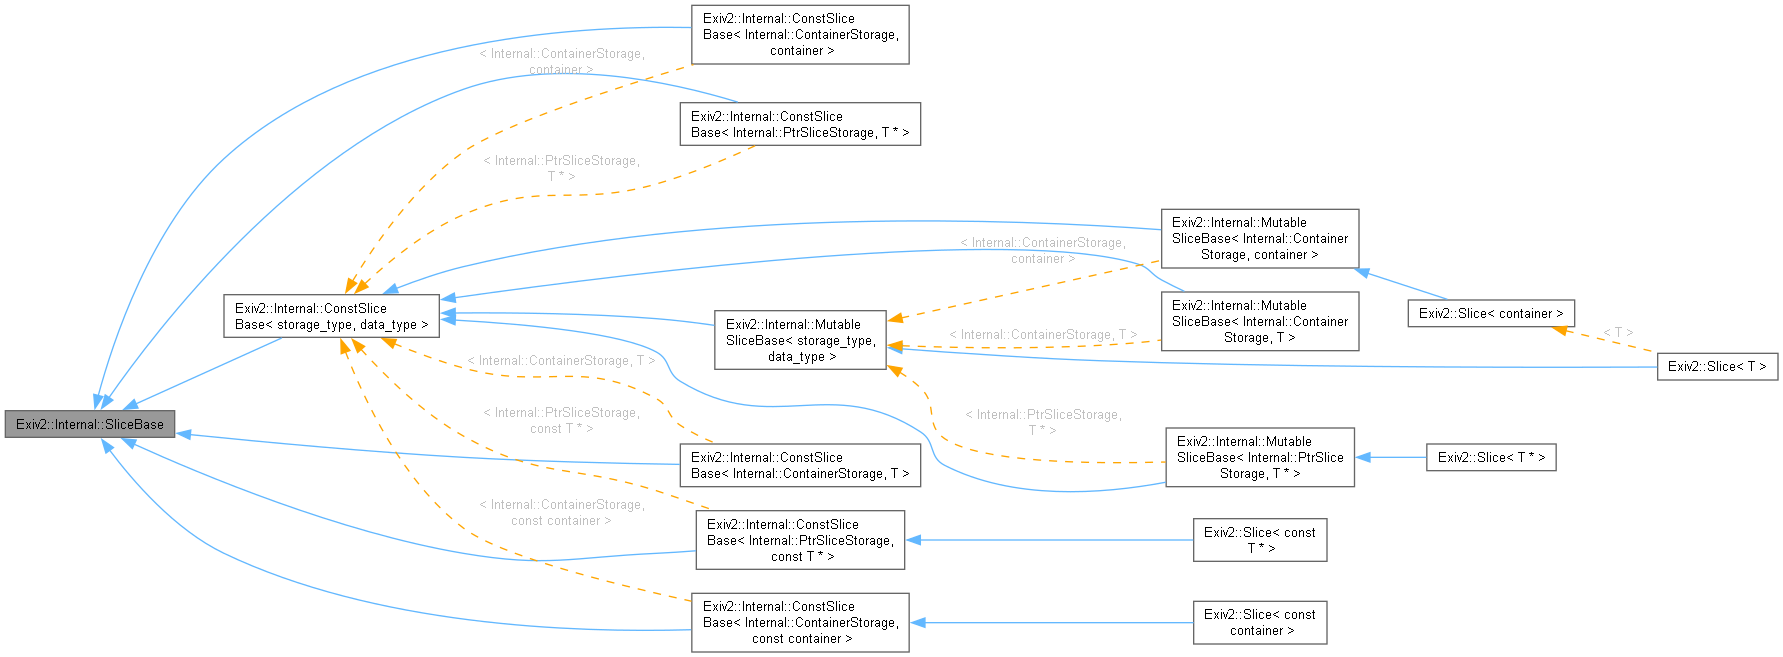 Exiv2::Internal::ConstSlice
Base< Internal::ContainerStorage,
container >
< Internal::ContainerStorage,
container >
Exiv2::Internal::ConstSlice
Base< Internal::PtrSliceStorage, T * >
< Internal::PtrSliceStorage,
T * >
Exiv2::Internal::Mutable
SliceBase< Internal::Container
Storage, container >
< Internal::ContainerStorage,
container >
Exiv2::Internal::ConstSlice
Base< storage_type, data_type >
Exiv2::Internal::Mutable
SliceBase< storage_type,
data_type >
Exiv2::Internal::Mutable
SliceBase< Internal::Container
Storage, T >
< Internal::ContainerStorage, T >
Exiv2::Slice< container >
< T >
Exiv2::Slice< T >
< Internal::ContainerStorage, T >
Exiv2::Internal::SliceBase
< Internal::PtrSliceStorage,
const T * >
< Internal::PtrSliceStorage,
T * >
Exiv2::Internal::Mutable
SliceBase< Internal::PtrSlice
Storage, T * >
Exiv2::Slice< T * >
Exiv2::Internal::ConstSlice
Base< Internal::ContainerStorage, T >
< Internal::ContainerStorage,
const container >
Exiv2::Internal::ConstSlice
Base< Internal::PtrSliceStorage,
const T * >
Exiv2::Slice< const
T * >
Exiv2::Internal::ConstSlice
Base< Internal::ContainerStorage,
const container >
Exiv2::Slice< const
container >